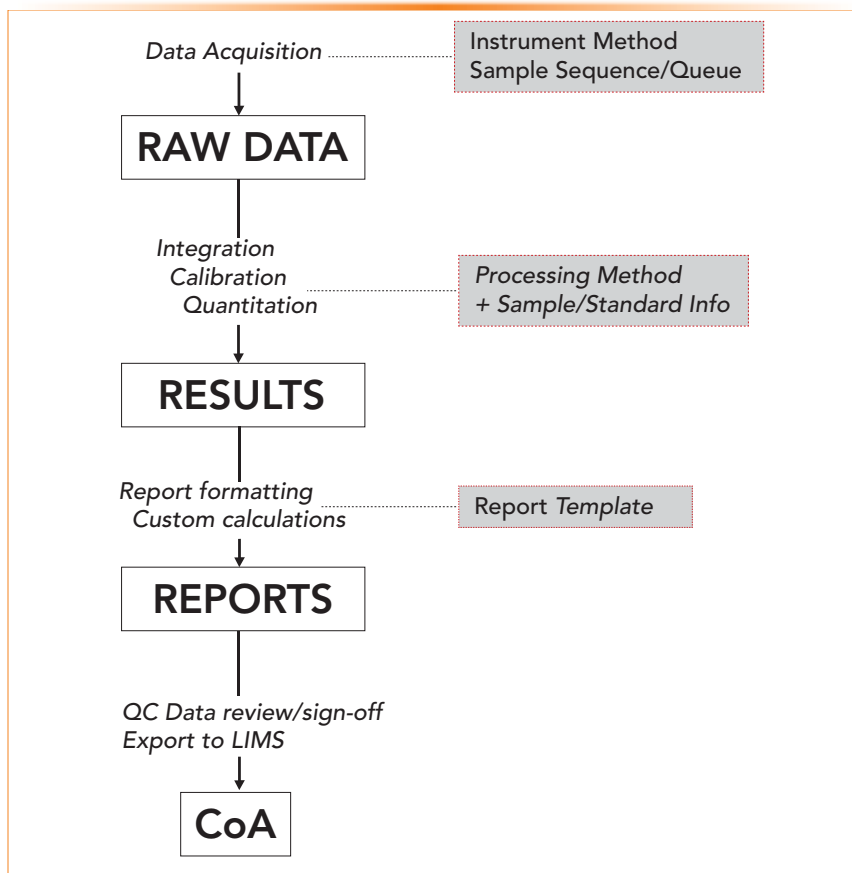 Data Acquisition
Instrument Method
Sample Sequence/Queue
RAW DATA
Integration
Calibration
Quantitation
Processing Method
+ Sample/Standard Info
RESULTS
Report formatting
Custom calculations
Report Template
REPORTS
QC Data review/sign-off
Export to LIMS
CoA